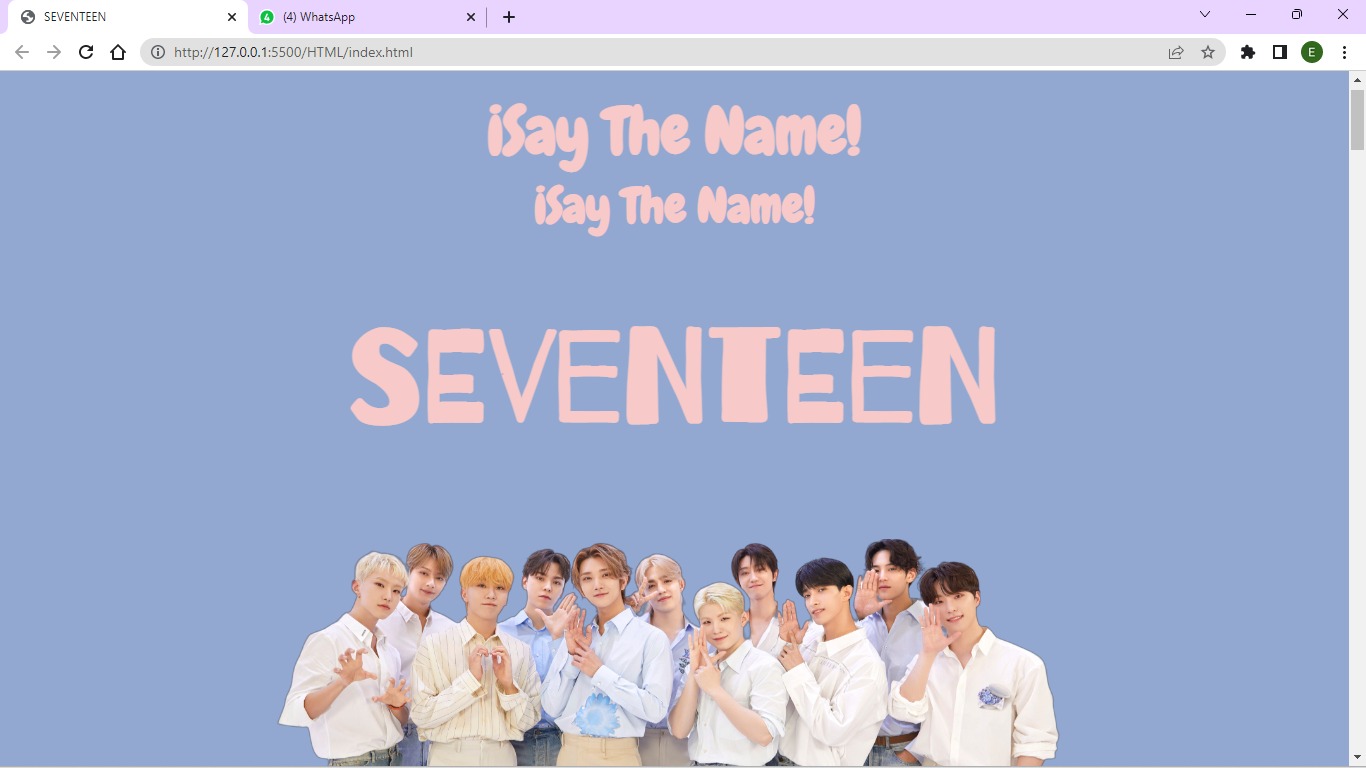 SEVENTEEN
4 (4) WhatsApp
http://127.0.0.1:5500/HTML/index.html
E
¡Say The Name!
¡Say The Name!
SEVENTEEN